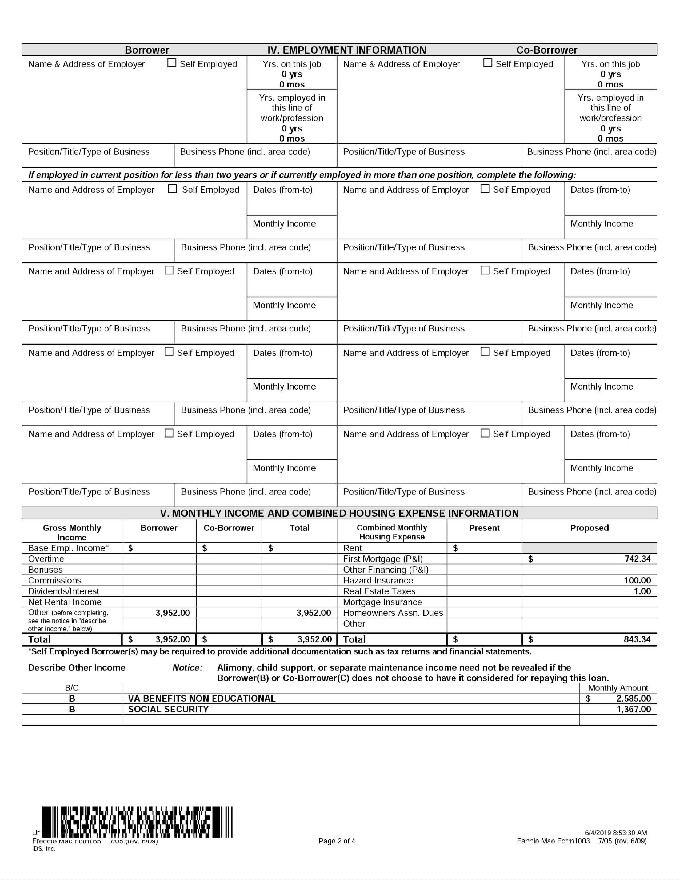 Borrower IV. EMPLOYMENT INFORMATION Co-Borrower
Name & Address of Employer ☐ Self Employed Yrs. on this job Name & Address of Employer ☐ Self Employed Yrs. on this job
0 yrs 0 yrs
0 mos 0 mos
Yrs. employed in Yrs. employed in
this line of this line of
work/profession work/profession
0 yrs 0 yrs
0 mos 0 mos
Position/Title/Type of Business Business Phone (incl. area code) Position/Title/Type of Business Business Phone (incl. area code)
If employed in current position for less than two years or if currently employed in more than one position, complete the following:
Name and Address of Employer ☐ Self Employed Dates (from-to) Name and Address of Employer ☐ Self Employed Dates (from-to)
Monthly Income Monthly Income
Position/Title/Type of Business Business Phone (incl. area code) Position/Title/Type of Business Business Phone (incl. area code)
Name and Address of Employer ☐ Self Employed Dates (from-to) Name and Address of Employer ☐ Self Employed Dates (from-to)
Monthly Income Monthly Income
Position/Title/Type of Business Business Phone (incl. area code) Position/Title/Type of Business Business Phone (incl. area code)
Name and Address of Employer ☐ Self Employed Dates (from-to) Name and Address of Employer ☐ Self Employed Dates (from-to)
Monthly Income Monthly Income
Position/Title/Type of Business Business Phone (incl. area code) Position/Title/Type of Business Business Phone (incl. area code)
Name and Address of Employer ☐ Self Employed Dates (from-to) Name and Address of Employer ☐ Self Employed Dates (from-to)
Monthly Income Monthly Income
Position/Title/Type of Business Business Phone (incl. area code) Position/Title/Type of Business Business Phone (incl. area code)
V. MONTHLY INCOME AND COMBINED HOUSING EXPENSE INFORMATION
Gross Monthly Income Borrower Co-Borrower Total Combined Monthly Housing Expense Present Proposed
Base Empl. Income* $ $ $ Rent $
Overtime First Mortgage (P&I) $ 742.34
Bonuses Other Financing (P&I)
Commissions Hazard Insurance 100.00
Dividends/Interest Real Estate Taxes 1.00
Net Rental Income Mortgage Insurance
Other (before completing, 3,952.00 3,952.00 Homeowners Assn. Dues
see the notice in "describe Other
other income," below)
Total $ 3,952.00 $ $ 3,952.00 Total $ $ 843.34
*Self Employed Borrower(s) may be required to provide additional documentation such as tax returns and financial statements.
Describe Other Income Notice: Alimony, child support, or separate maintenance income need not be revealed if the
Borrower(B) or Co-Borrower(C) does not choose to have it considered for repaying this loan.
B/C Monthly Amount
B VA BENEFITS NON EDUCATIONAL $ 2,585.00
B SOCIAL SECURITY 1,367.00
6/4/2019 8:53:30 AM
Freddie Mac Form 65 7/05 (rev. 6/09) Page 2 of 4 Fannie Mae Form 1003 7/05 (rev. 6/09)
IDS, Inc.